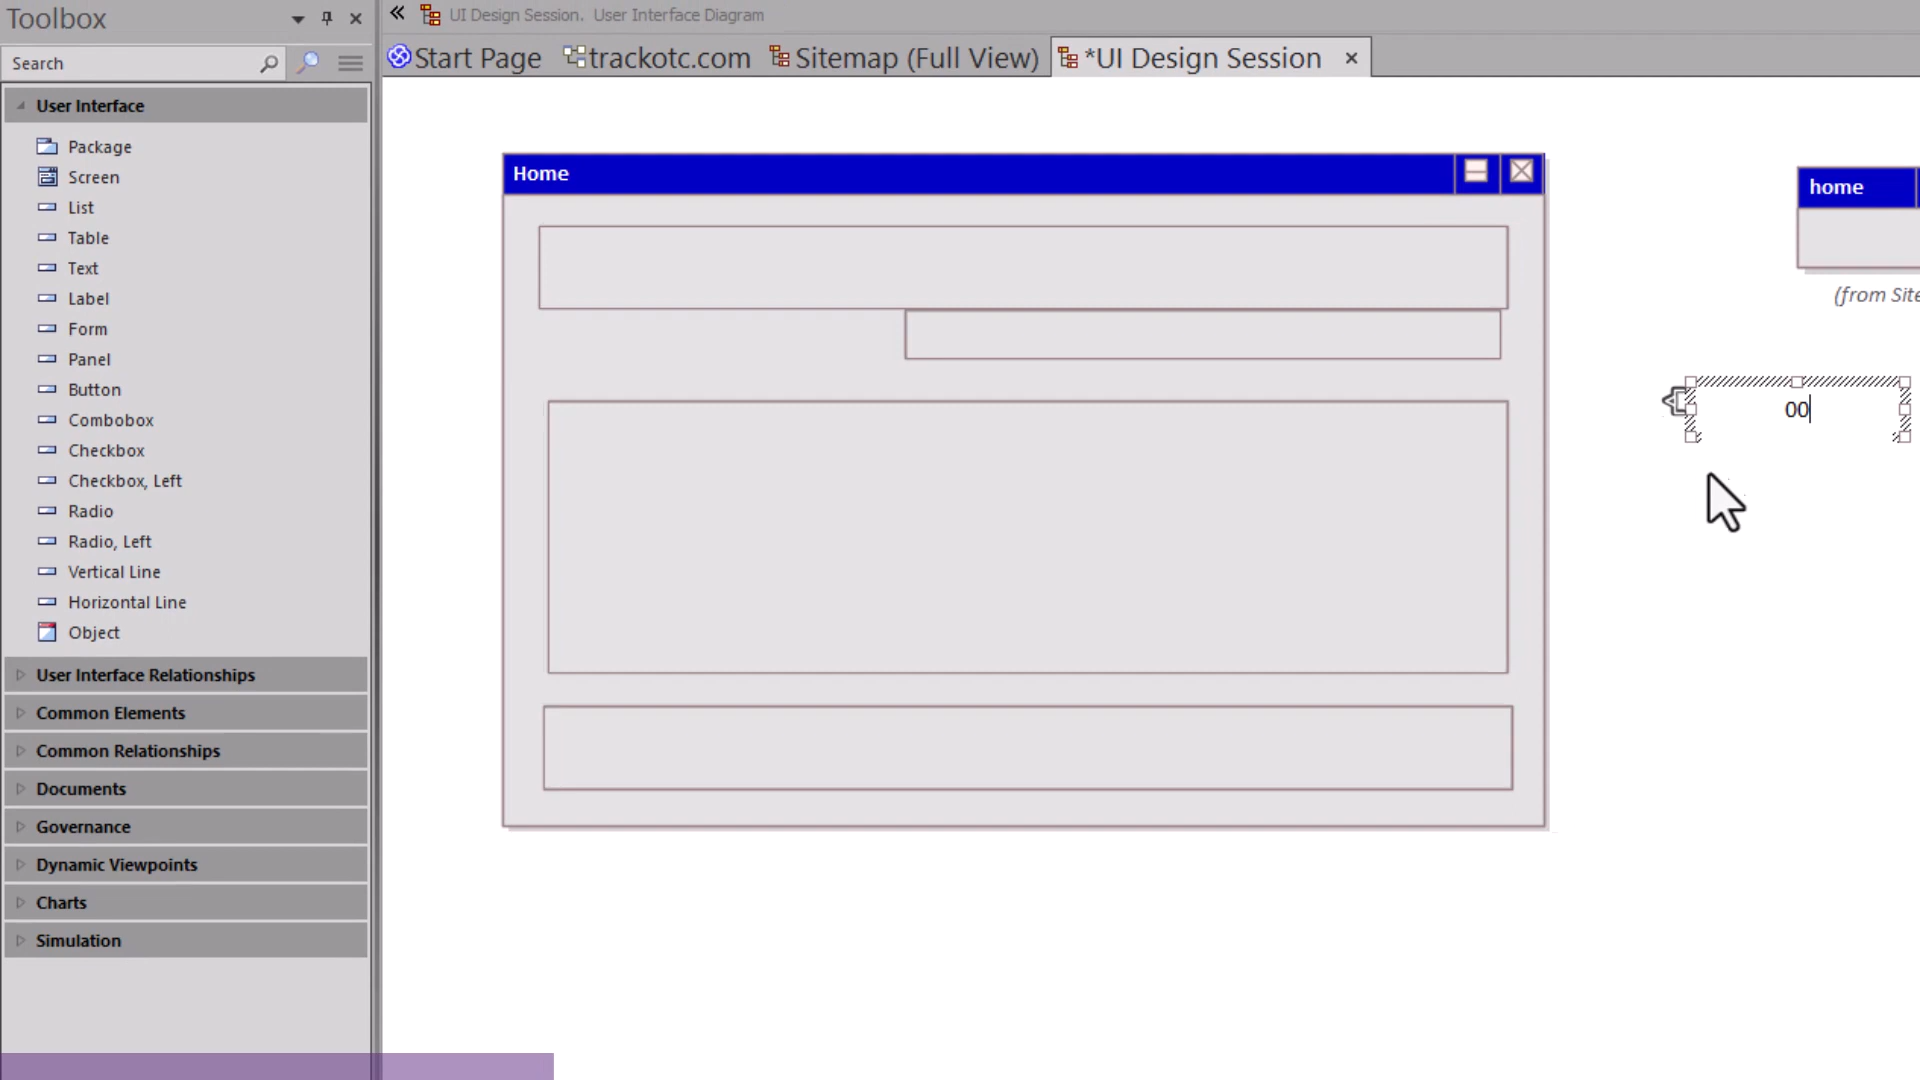 Toolbox
Search
User Interface
Package
Screen
List
Table
Text
Label
Form
Panel
Button
Combobox
Checkbox
Checkbox, Left
Radio
Radio, Left
Vertical Line
Horizontal Line
Object
User Interface Relationships
Common Elements
Common Relationships
Documents
Governance
Dynamic Viewpoints
Charts
Simulation
UI Design Session. User Interface Diagram
Start Page trackotc.com Sitemap (Full View) *UI Design Session
Home
home
(from Site
00